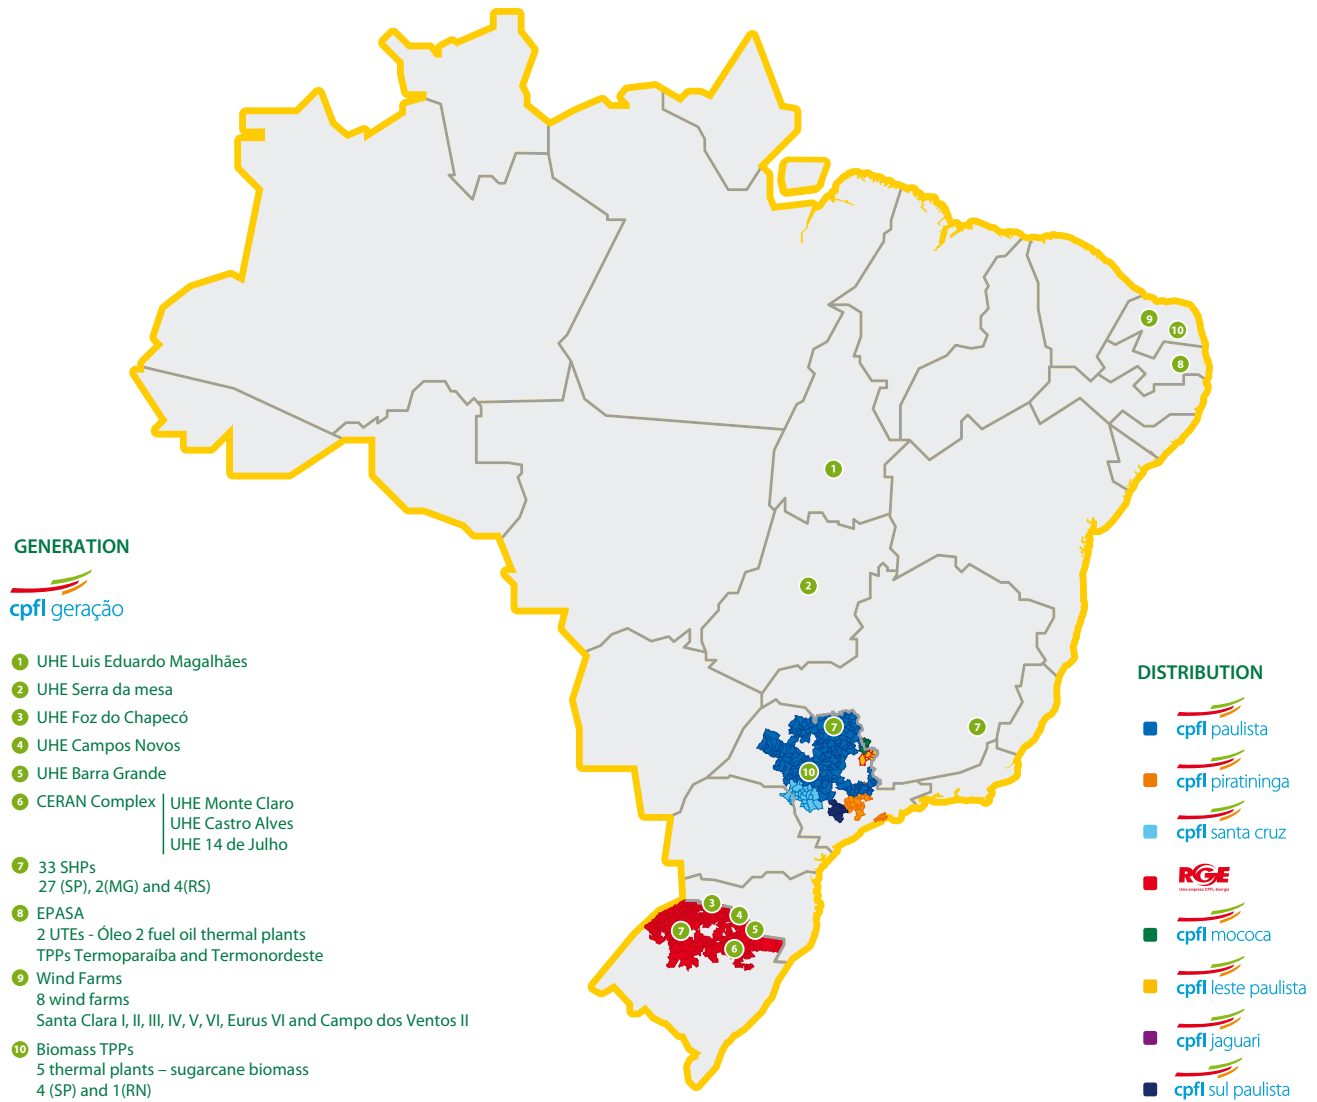 9
10
8
1
2
7
7
10
3
4
7
5
6
GENERATION
cpfl geração
1 UHE Luis Eduardo Magalhães
2 UHE Serra da mesa
3 UHE Foz do Chapecó
4 UHE Campos Novos
5 UHE Barra Grande
6 CERAN Complex
UHE Monte Claro
UHE Castro Alves
UHE 14 de Julho
7 33 SHPs
27 (SP), 2(MG) and 4(RS)
8 EPASA
2 UTEs - Óleo 2 fuel oil thermal plants
TPPs Termoparaíba and Termonordeste
9 Wind Farms
8 wind farms
Santa Clara I, II, III, IV, V, VI, Eurus VI and Campo dos Ventos II
10 Biomass TPPs
5 thermal plants – sugarcane biomass
4 (SP) and 1(RN)
DISTRIBUTION
cpfl paulista
cpfl piratininga
cpfl santa cruz
RGE
Uma empresa CPFL Energia
cpfl mococa
cpfl leste paulista
cpfl jaguari
cpfl sul paulista